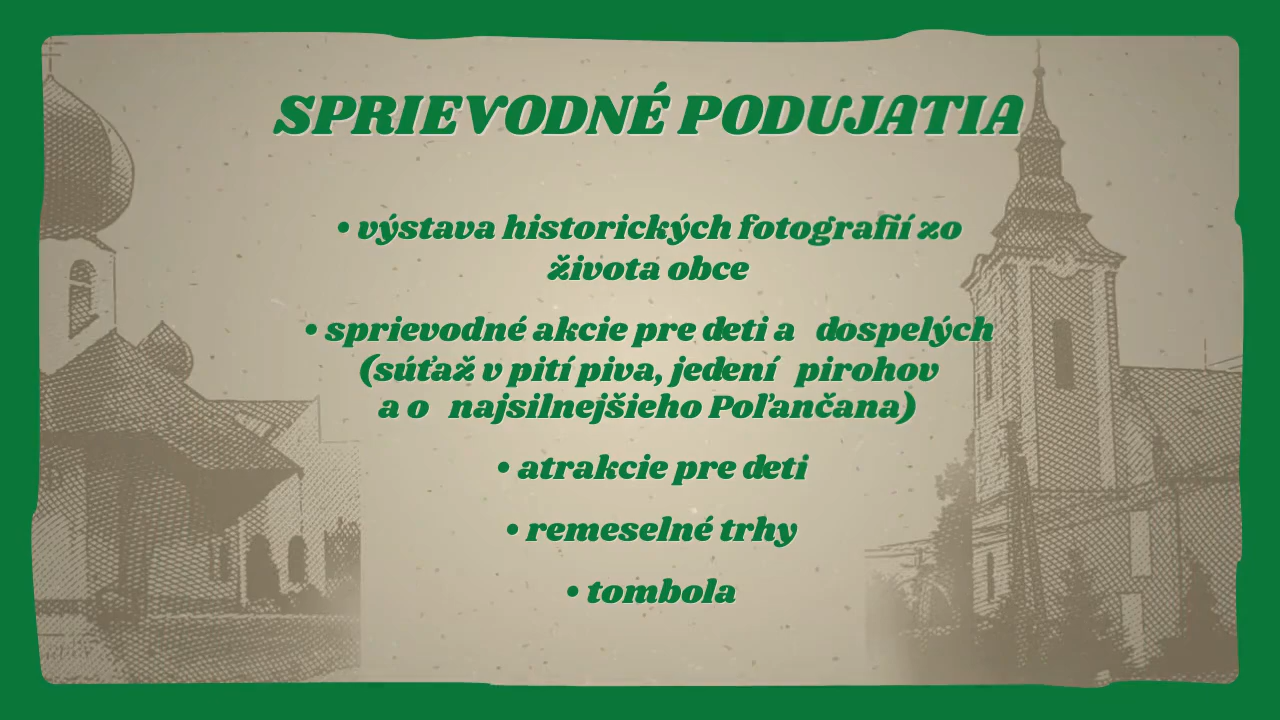 SPRIEVODNÉ PODUJATIA
• výstava historických fotografií zo
života obce
• sprievodné akcie pre deti a dospelých
(súťaž v pití piva, jedení pirohov
a o najsilnejšieho Poľančana)
• atrakcie pre deti
• remeselné trhy
• tombola